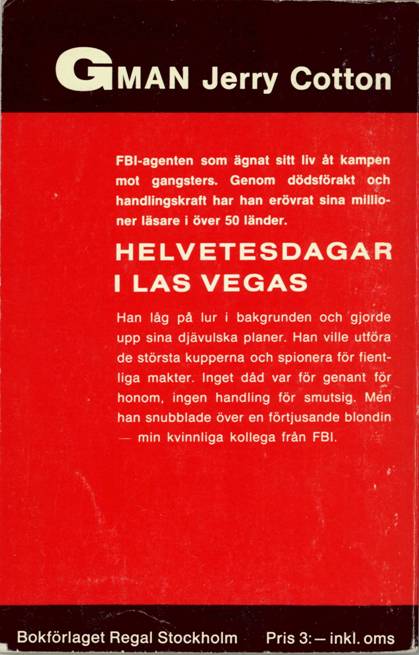 GMAN Jerry Cotton
FBI-agenten som ägnat sitt liv åt kampen
mot gangsters. Genom dödsförakt och
handlingskraft har han erövrat sina millio-
ner läsare i över 50 länder.
HELVETESDAGAR
I LAS VEGAS
Han låg på lur i bakgrunden och gjorde
upp sina djävulska planer. Han ville utföra
de största kupperna och spionera för fient-
liga makter. Inget dåd var för genant för
honom, ingen handling för smutsig. Men
han snubblade över en förtjusande blondin
— min kvinnliga kollega från FBI.
Bokförlaget Regal Stockholm Pris 3:— inkl. oms